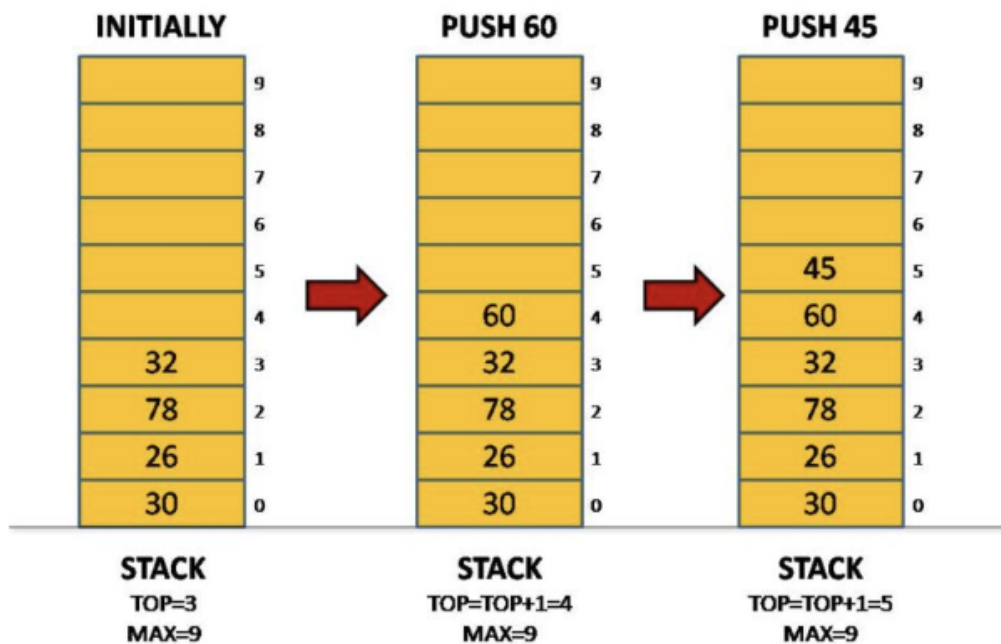 INITIALLY
PUSH 60
PUSH 45
9
8
7
6
5
4
32 3
78 2
26 1
30 0
9
8
7
6
5
60 4
32 3
78 2
26 1
30 0
9
8
7
6
45 5
60 4
32 3
78 2
26 1
30 0
STACK
TOP=3
MAX=9
STACK
TOP=TOP+1=4
MAX=9
STACK
TOP=TOP+1=5
MAX=9